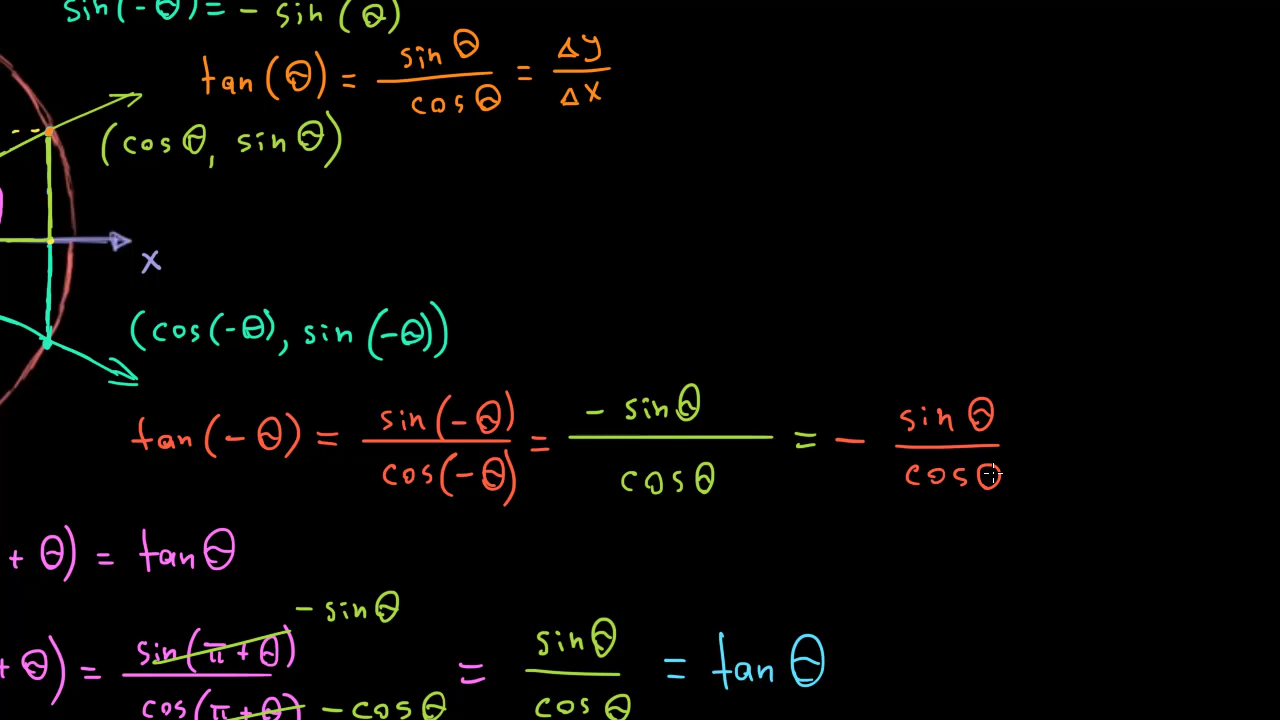 sin(-θ) = - sin(θ)
tan(θ) = sinθ / cosθ = Δy / Δx
(cosθ, sinθ)
x
(cos(-θ), sin(-θ))
tan(-θ) = sin(-θ) / cos(-θ) = - sinθ / cosθ = - sinθ / cosθ
+ θ) = tanθ
- sinθ
+ θ) = sin(π+θ) / cos(π+θ) = sinθ / cosθ = tanθ
- cosθ